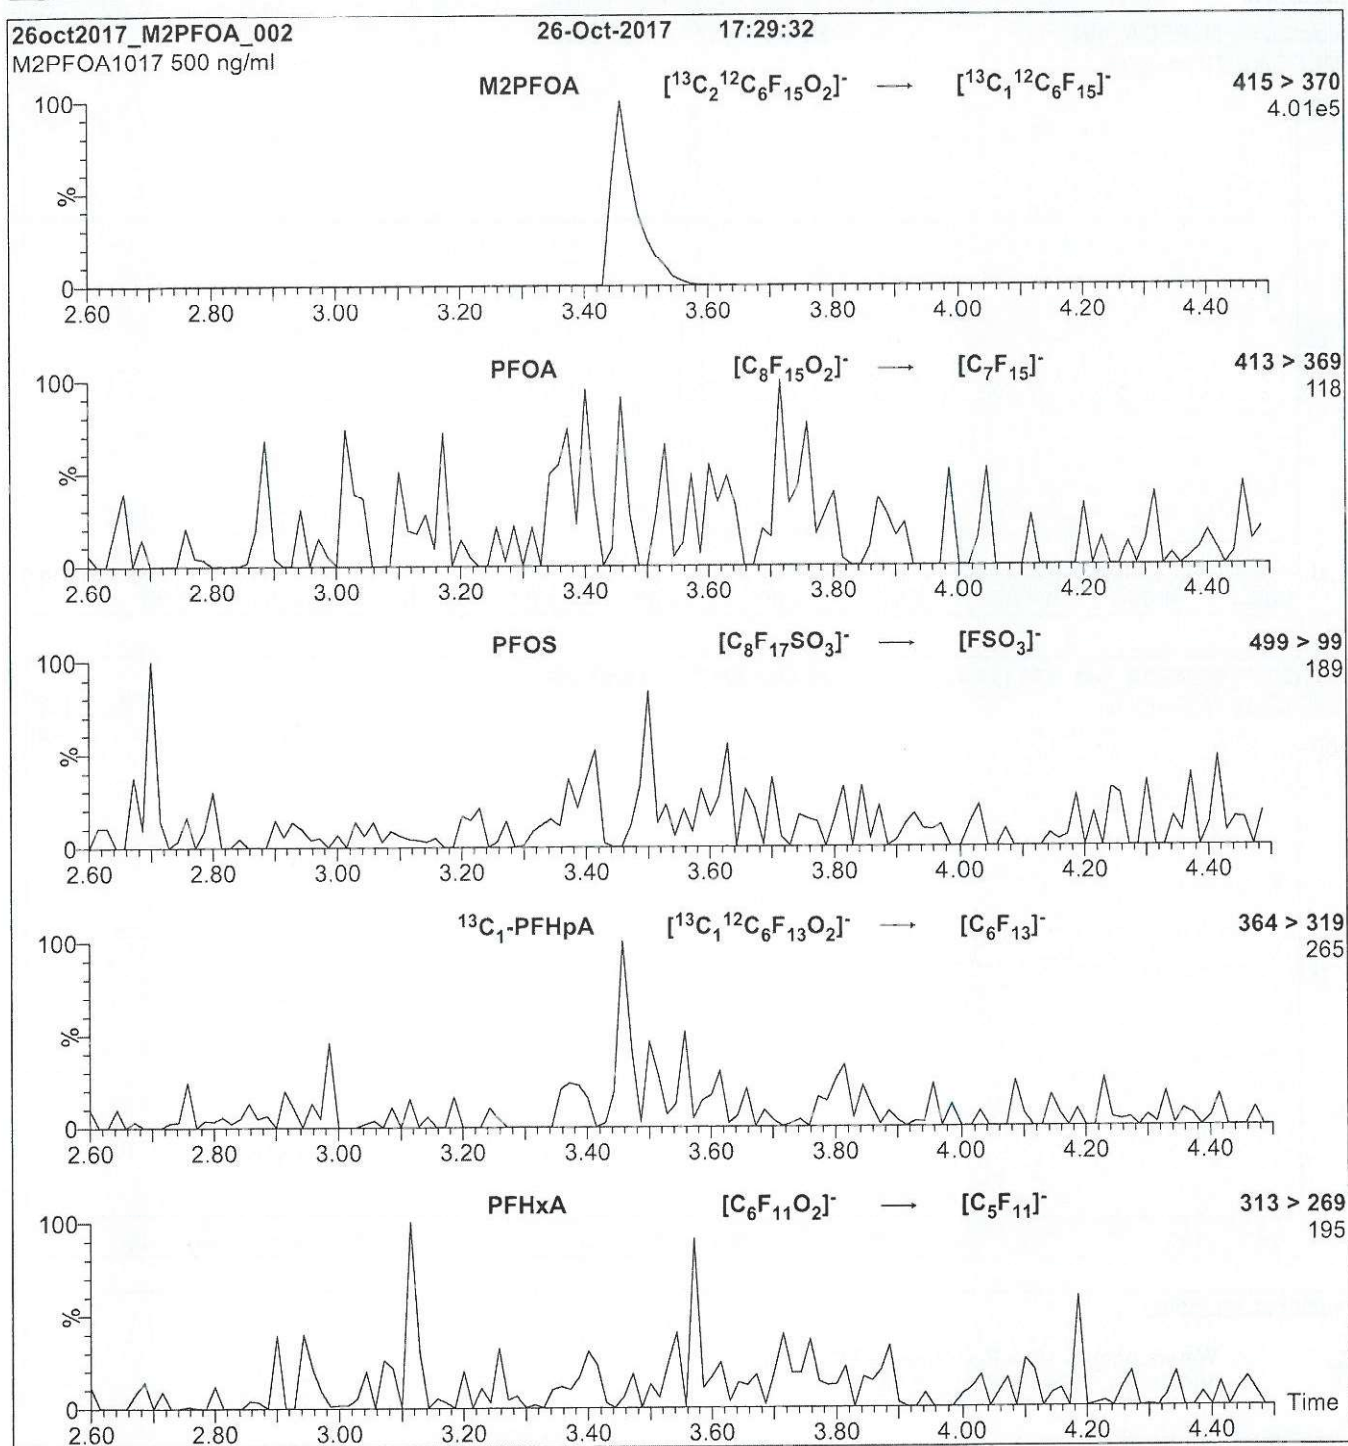 26oct2017_M2PFOA_002 26-Oct-2017 17:29:32
M2PFOA1017 500 ng/ml
M2PFOA [¹³C₂¹²C₆F₁₅O₂]⁻ → [¹³C₁¹²C₆F₁₅]⁻ 415 > 370
4.01e5
100
%
0
2.60 2.80 3.00 3.20 3.40 3.60 3.80 4.00 4.20 4.40
PFOA [C₈F₁₅O₂]⁻ → [C₇F₁₅]⁻ 413 > 369
118
100
%
0
2.60 2.80 3.00 3.20 3.40 3.60 3.80 4.00 4.20 4.40
PFOS [C₈F₁₇SO₃]⁻ → [FSO₃]⁻ 499 > 99
189
100
%
0
2.60 2.80 3.00 3.20 3.40 3.60 3.80 4.00 4.20 4.40
¹³C₁-PFHpA [¹³C₁¹²C₆F₁₃O₂]⁻ → [C₆F₁₃]⁻ 364 > 319
265
100
%
0
2.60 2.80 3.00 3.20 3.40 3.60 3.80 4.00 4.20 4.40
PFHxA [C₆F₁₁O₂]⁻ → [C₅F₁₁]⁻ 313 > 269
195
100
%
0
Time
2.60 2.80 3.00 3.20 3.40 3.60 3.80 4.00 4.20 4.40